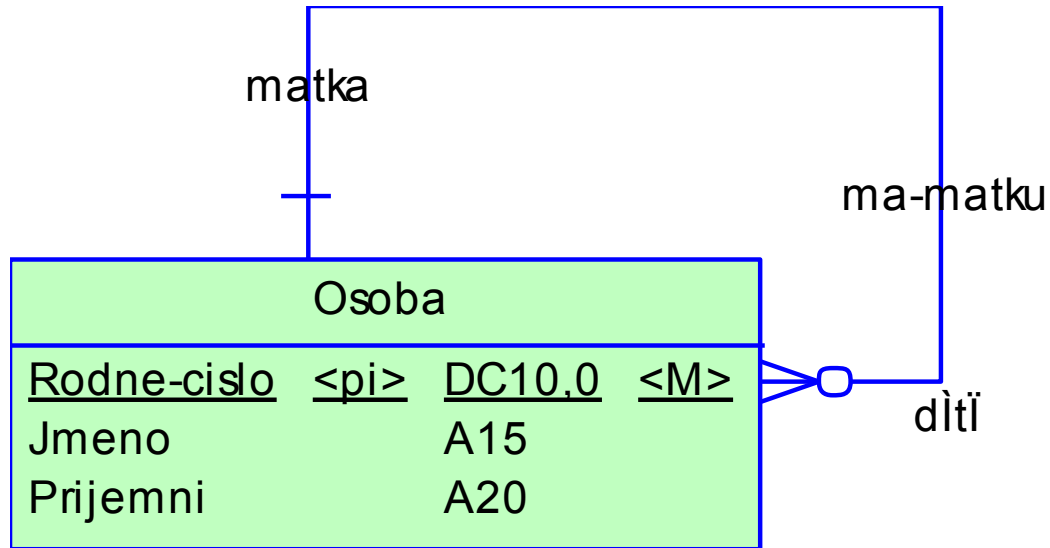 matka
ma-matku
Osoba
Rodne-cislo <pi> DC10,0 <M>
dÌtÏ
Jmeno A15
Prijemni A20